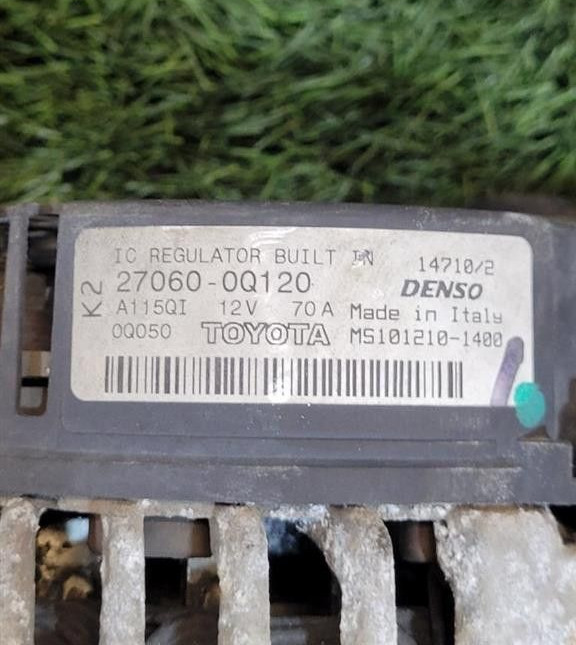 IC REGULATOR BUILT IN 14710/2
K2 27060-0Q120 DENSO
A115QI 12V 70A Made in Italy
0Q050 TOYOTA MS101210-1400